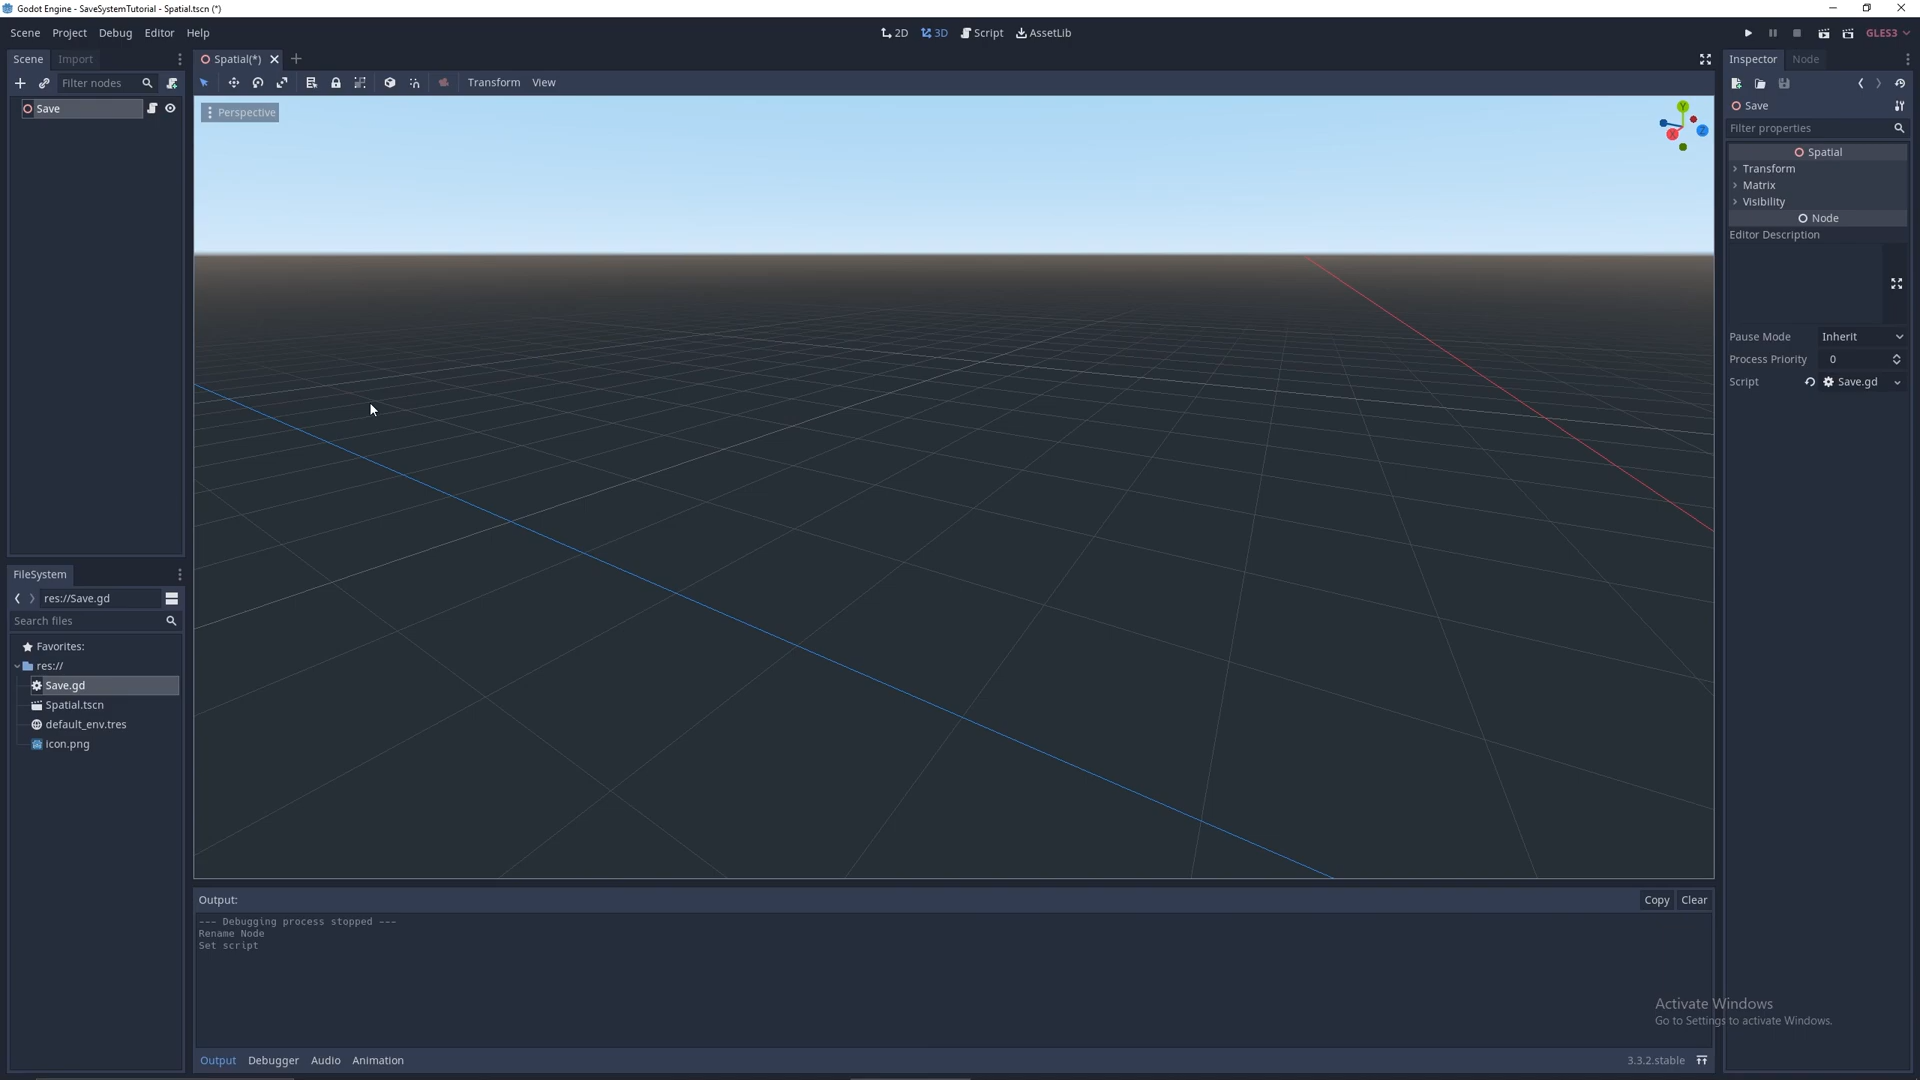 Godot Engine - SaveSystemTutorial - Spatial.tscn (*)
Scene Project Debug Editor Help
2D 3D Script AssetLib
GLES3
Scene Import
Spatial(*)
Inspector Node
Filter nodes
Transform View
Save
Perspective
Y
X
Z
Save
Filter properties
Spatial
Transform
Matrix
Visibility
Node
Editor Description
Pause Mode Inherit
Process Priority 0
Script Save.gd
FileSystem
res://Save.gd
Search files
Favorites:
res://
Save.gd
Spatial.tscn
default_env.tres
icon.png
Output:
Copy Clear
--- Debugging process stopped ---
Rename Node
Set script
Activate Windows
Go to Settings to activate Windows.
Output Debugger Audio Animation
3.3.2.stable